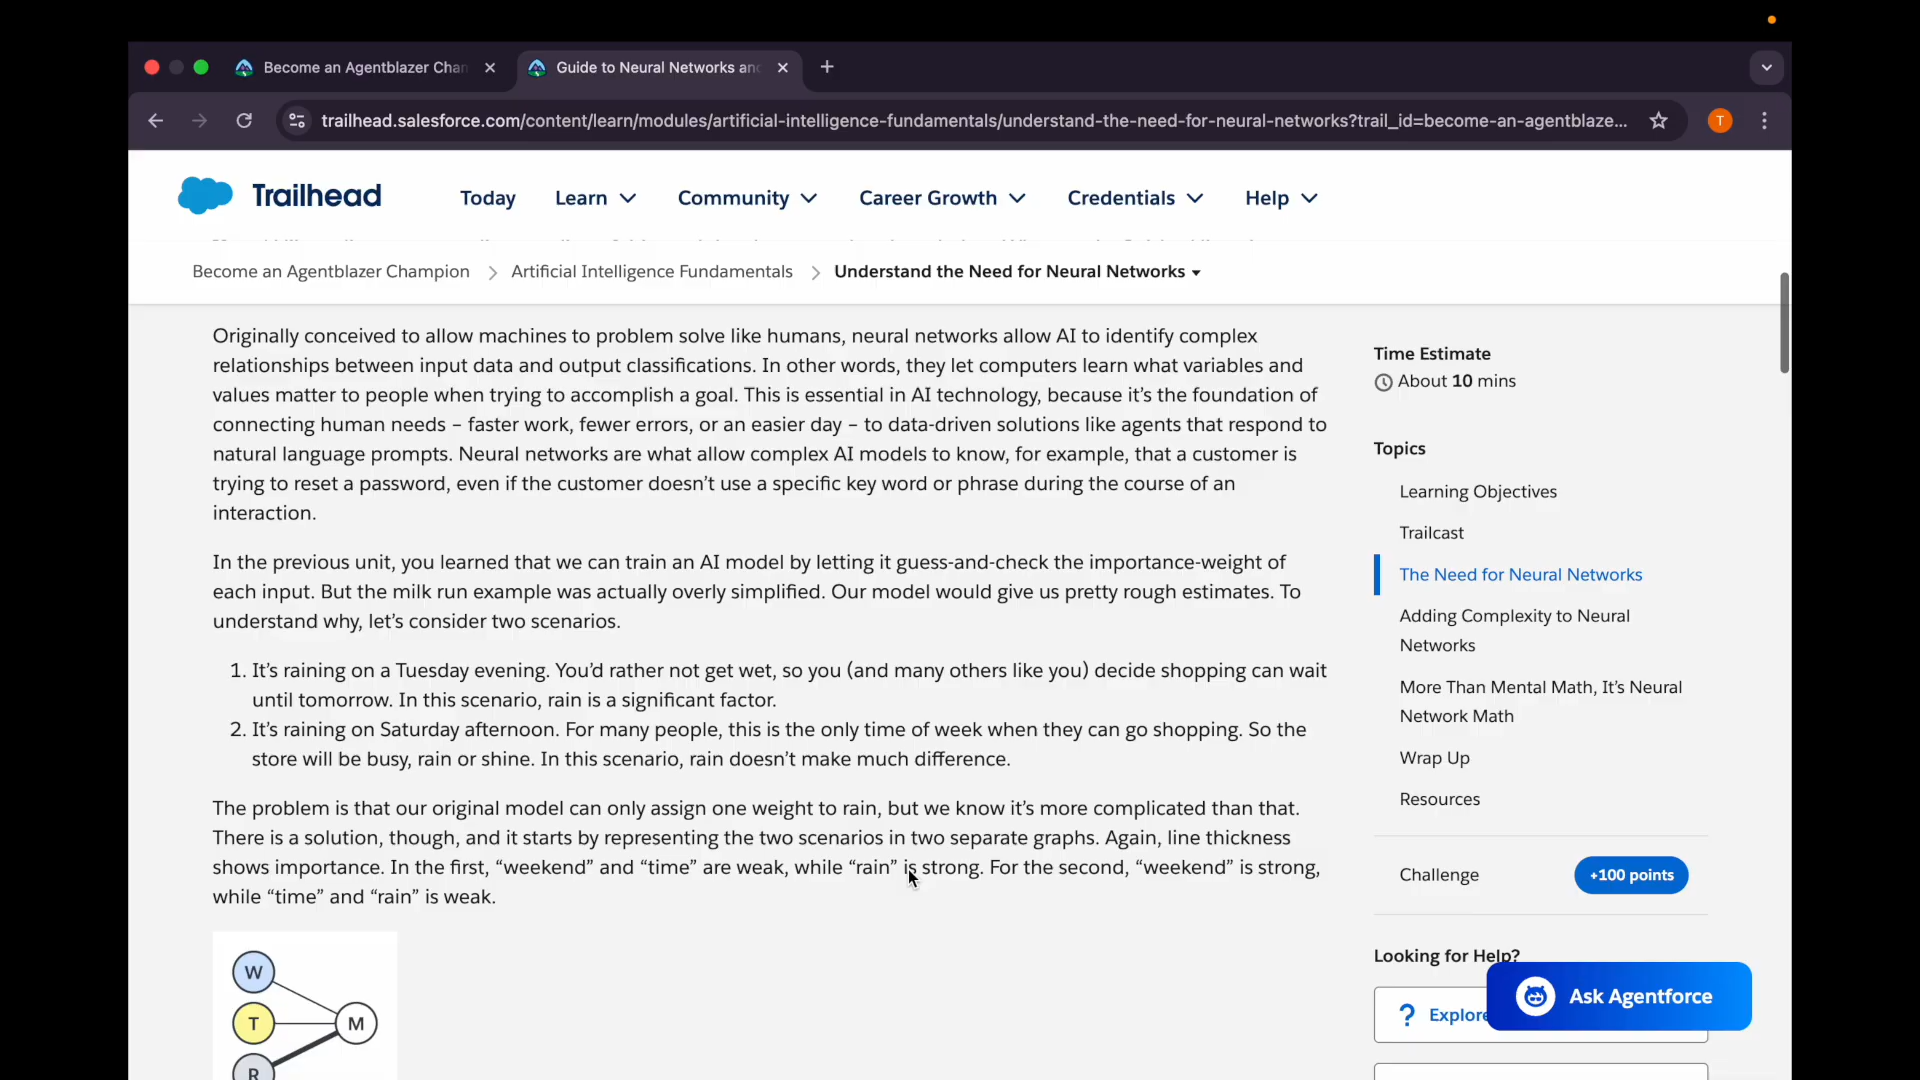 Become an Agentblazer Chan
Guide to Neural Networks and
trailhead.salesforce.com/content/learn/modules/artificial-intelligence-fundamentals/understand-the-need-for-neural-networks?trail_id=become-an-agentblaze...
T
Trailhead
Today
Learn
Community
Career Growth
Credentials
Help
Become an Agentblazer Champion
Artificial Intelligence Fundamentals
Understand the Need for Neural Networks
Originally conceived to allow machines to problem solve like humans, neural networks allow AI to identify complex
relationships between input data and output classifications. In other words, they let computers learn what variables and
values matter to people when trying to accomplish a goal. This is essential in AI technology, because it’s the foundation of
connecting human needs – faster work, fewer errors, or an easier day – to data-driven solutions like agents that respond to
natural language prompts. Neural networks are what allow complex AI models to know, for example, that a customer is
trying to reset a password, even if the customer doesn’t use a specific key word or phrase during the course of an
interaction.
In the previous unit, you learned that we can train an AI model by letting it guess-and-check the importance-weight of
each input. But the milk run example was actually overly simplified. Our model would give us pretty rough estimates. To
understand why, let’s consider two scenarios.
1. It’s raining on a Tuesday evening. You’d rather not get wet, so you (and many others like you) decide shopping can wait
until tomorrow. In this scenario, rain is a significant factor.
2. It’s raining on Saturday afternoon. For many people, this is the only time of week when they can go shopping. So the
store will be busy, rain or shine. In this scenario, rain doesn’t make much difference.
The problem is that our original model can only assign one weight to rain, but we know it’s more complicated than that.
There is a solution, though, and it starts by representing the two scenarios in two separate graphs. Again, line thickness
shows importance. In the first, “weekend” and “time” are weak, while “rain” is strong. For the second, “weekend” is strong,
while “time” and “rain” is weak.
W
T
M
R
Time Estimate
About 10 mins
Topics
Learning Objectives
Trailcast
The Need for Neural Networks
Adding Complexity to Neural
Networks
More Than Mental Math, It’s Neural
Network Math
Wrap Up
Resources
Challenge
+100 points
Looking for Help?
? Explore
Ask Agentforce